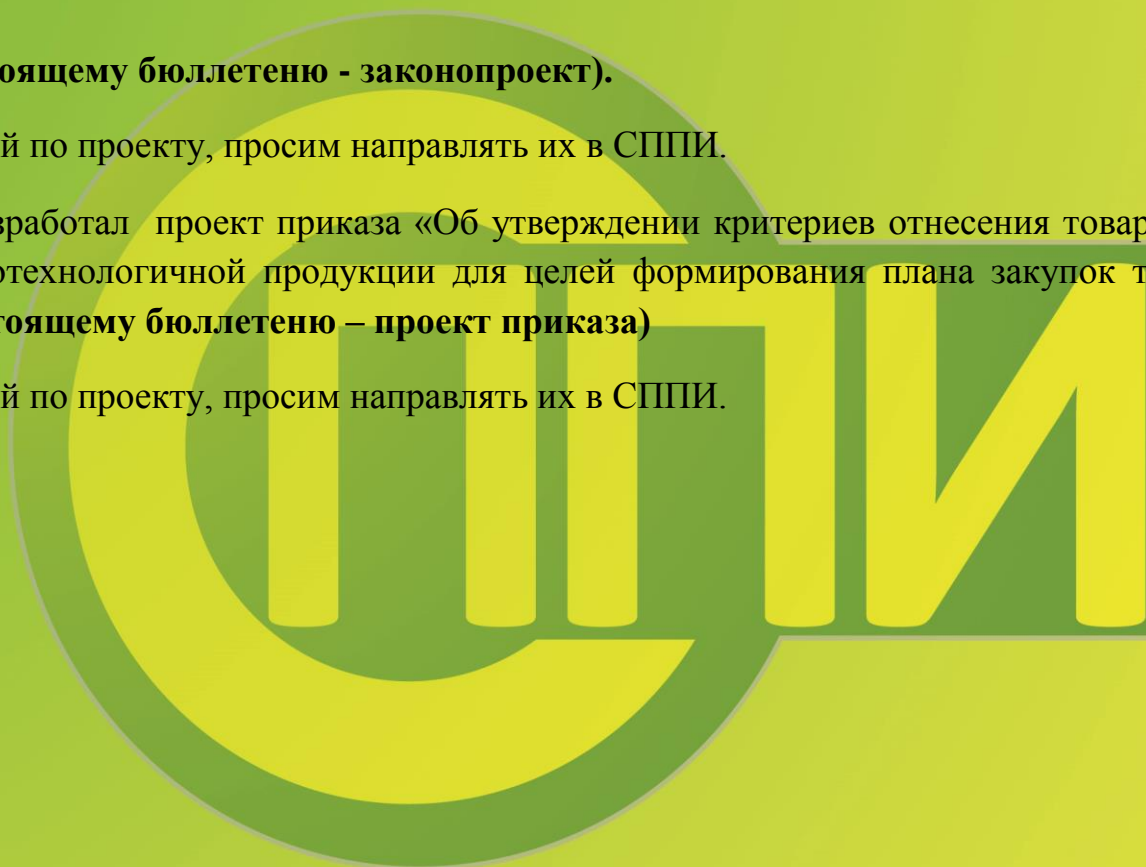 оящему бюллетеню - законопроект).
й по проекту, просим направлять их в СППИ.
зработал проект приказа «Об утверждении критериев отнесения товар
отехнологичной продукции для целей формирования плана закупок т
тоящему бюллетеню – проект приказа)
й по проекту, просим направлять их в СППИ.
СППИ